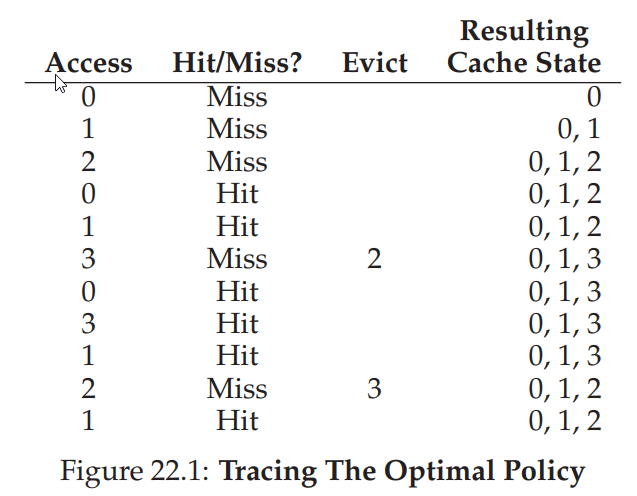 Resulting
Access Hit/Miss? Evict Cache State
0 Miss 0
1 Miss 0, 1
2 Miss 0, 1, 2
0 Hit 0, 1, 2
1 Hit 0, 1, 2
3 Miss 2 0, 1, 3
0 Hit 0, 1, 3
3 Hit 0, 1, 3
1 Hit 0, 1, 3
2 Miss 3 0, 1, 2
1 Hit 0, 1, 2
Figure 22.1: Tracing The Optimal Policy